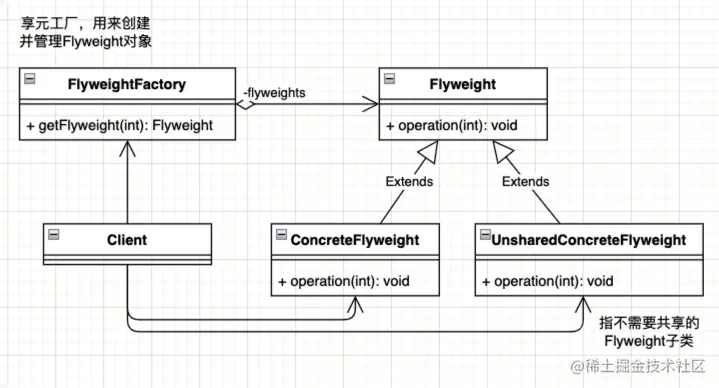 享元工厂，用来创建
并管理Flyweight对象
FlyweightFactory
-flyweights
Flyweight
+ getFlyweight(int): Flyweight
+ operation(int): void
Extends
Extends
Client
ConcreteFlyweight
UnsharedConcreteFlyweight
+ operation(int): void
+ operation(int): void
指不需要共享的
Flyweight子类
@稀土掘金技术社区